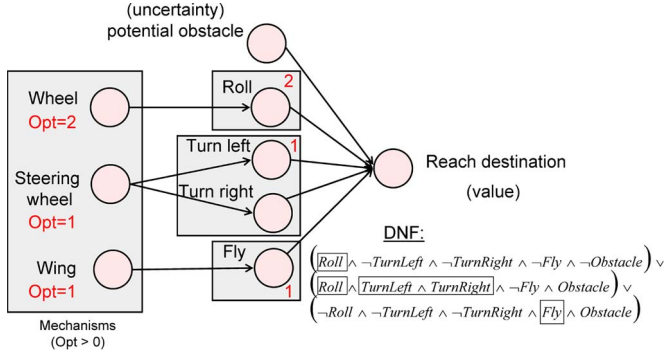 (uncertainty)
potential obstacle
Wheel
Opt=2
Roll
2
Turn left
1
Steering
wheel
Opt=1
Turn right
Reach destination
(value)
Wing
Opt=1
Fly
1
Mechanisms
(Opt > 0)
DNF:
(Roll ∧ ¬TurnLeft ∧ ¬TurnRight ∧ ¬Fly ∧ ¬Obstacle) ∨
(Roll ∧ TurnLeft ∧ TurnRight ∧ ¬Fly ∧ Obstacle) ∨
(¬Roll ∧ ¬TurnLeft ∧ ¬TurnRight ∧ Fly ∧ Obstacle)